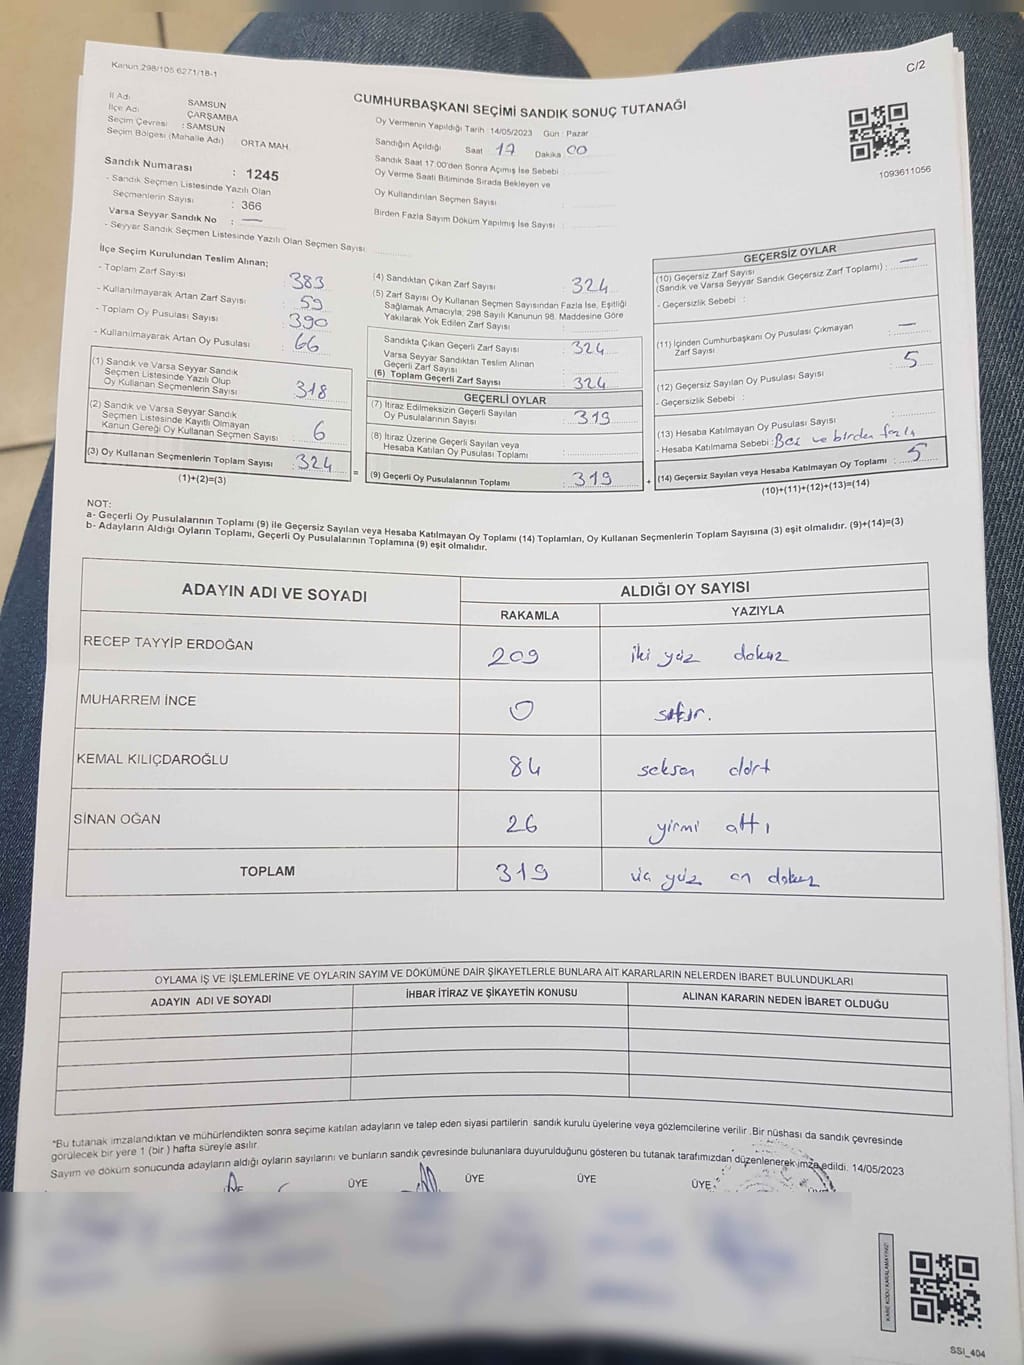 Kanun 298/105 6271/18-1
C/2
CUMHURBAŞKANI SEÇİMİ SANDIK SONUÇ TUTANAĞI
İl Adı SAMSUN
İlçe Adı ÇARŞAMBA
Seçim Çevresi : SAMSUN
Seçim Bölgesi (Mahalle Adı) ORTA MAH.
Sandık Numarası : 1245
- Sandık Seçmen Listesinde Yazılı Olan
Seçmenlerin Sayısı : 366
Varsa Seyyar Sandık No : —
- Seyyar Sandık Seçmen Listesinde Yazılı Olan Seçmen Sayısı
Oy Vermenin Yapıldığı Tarih : 14/05/2023 Gün : Pazar
Sandığın Açıldığı Saat 17 Dakika 00
Sandık Saat 17.00'den Sonra Açımış İse Sebebi :
Oy Verme Saati Bitiminde Sırada Bekleyen ve
Oy Kullandırılan Seçmen Sayısı :
Birden Fazla Sayım Döküm Yapılmış İse Sayısı :
1093611056
İlçe Seçim Kurulundan Teslim Alınan;
- Toplam Zarf Sayısı 383
- Kullanılmayarak Artan Zarf Sayısı : 59
- Toplam Oy Pusulası Sayısı : 390
- Kullanılmayarak Artan Oy Pusulası : 66
(1) Sandık ve Varsa Seyyar Sandık
Seçmen Listesinde Yazılı Olup
Oy Kullanan Seçmenlerin Sayısı : 318
(2) Sandık ve Varsa Seyyar Sandık
Seçmen Listesinde Kayıtlı Olmayan
Kanun Gereği Oy Kullanan Seçmen Sayısı : 6
(3) Oy Kullanan Seçmenlerin Toplam Sayısı : 324 =
(1)+(2)=(3)
(4) Sandıktan Çıkan Zarf Sayısı : 324
(5) Zarf Sayısı Oy Kullanan Seçmen Sayısından Fazla İse, Eşitliği
Sağlamak Amacıyla, 298 Sayılı Kanunun 98. Maddesine Göre
Yakılarak Yok Edilen Zarf Sayısı :
Sandıkta Çıkan Geçerli Zarf Sayısı : 324
Varsa Seyyar Sandıktan Teslim Alınan
Geçerli Zarf Sayısı :
(6) Toplam Geçerli Zarf Sayısı : 324
GEÇERLİ OYLAR
(7) İtiraz Edilmeksizin Geçerli Sayılan
Oy Pusulalarının Sayısı : 319
(8) İtiraz Üzerine Geçerli Sayılan veya
Hesaba Katılan Oy Pusulası Toplamı :
(9) Geçerli Oy Pusulalarının Toplamı : 319 +
GEÇERSİZ OYLAR
(10) Geçersiz Zarf Sayısı
(Sandık ve Varsa Seyyar Sandık Geçersiz Zarf Toplamı) : —
- Geçersizlik Sebebi :
(11) İçinden Cumhurbaşkanı Oy Pusulası Çıkmayan
Zarf Sayısı : —
(12) Geçersiz Sayılan Oy Pusulası Sayısı : 5
- Geçersizlik Sebebi :
(13) Hesaba Katılmayan Oy Pusulası Sayısı :
- Hesaba Katılmama Sebebi : Boş ve birden fazla
(14) Geçersiz Sayılan veya Hesaba Katılmayan Oy Toplamı : 5
(10)+(11)+(12)+(13)=(14)
NOT:
a- Geçerli Oy Pusulalarının Toplamı (9) ile Geçersiz Sayılan veya Hesaba Katılmayan Oy Toplamı (14) Toplamları, Oy Kullanan Seçmenlerin Toplam Sayısına (3) eşit olmalıdır. (9)+(14)=(3)
b- Adayların Aldığı Oyların Toplamı, Geçerli Oy Pusulalarının Toplamına (9) eşit olmalıdır.
ADAYIN ADI VE SOYADI ALDIĞI OY SAYISI
RAKAMLA YAZIYLA
RECEP TAYYİP ERDOĞAN 209 iki yüz dokuz
MUHARREM İNCE 0 sıfır.
KEMAL KILIÇDAROĞLU 84 seksen dört
SİNAN OĞAN 26 yirmi altı
TOPLAM 319 üç yüz on dokuz
OYLAMA İŞ VE İŞLEMLERİNE VE OYLARIN SAYIM VE DÖKÜMÜNE DAİR ŞİKAYETLERLE BUNLARA AİT KARARLARIN NELERDEN İBARET BULUNDUKLARI
ADAYIN ADI VE SOYADI İHBAR İTİRAZ VE ŞİKAYETİN KONUSU ALINAN KARARIN NEDEN İBARET OLDUĞU
*Bu tutanak imzalandıktan ve mühürlendikten sonra seçime katılan adayların ve talep eden siyasi partilerin sandık kurulu üyelerine veya gözlemcilerine verilir. Bir nüshası da sandık çevresinde
görülecek bir yere 1 (bir) hafta süreyle asılır.
Sayım ve döküm sonucunda adayların aldığı oyların sayılarını ve bunların sandık çevresinde bulunanlara duyurulduğunu gösteren bu tutanak tarafımızdan düzenlenerek imza edildi. 14/05/2023
ÜYE ÜYE ÜYE ÜYE
KARE KODU KARALAMAYINIZ!
SSİ_404